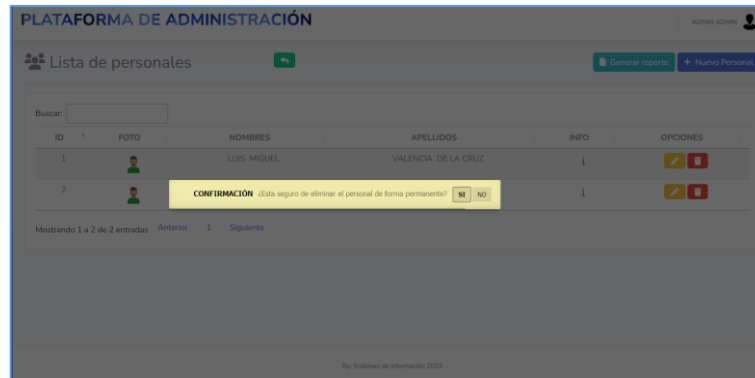 PLATAFORMA DE ADMINISTRACIÓN
ADMIN ADMIN
Lista de personales
Generar reporte
+ Nuevo Personal
Buscar:
ID ↑ FOTO NOMBRES APELLIDOS INFO OPCIONES
1 LUIS MIGUEL VALENCIA DE LA CRUZ i
2 i
CONFIRMACIÓN ¿Esta seguro de eliminar el personal de forma permanente? SI NO
Mostrando 1 a 2 de 2 entradas Anterior 1 Siguiente
By: Sistemas de información 2023